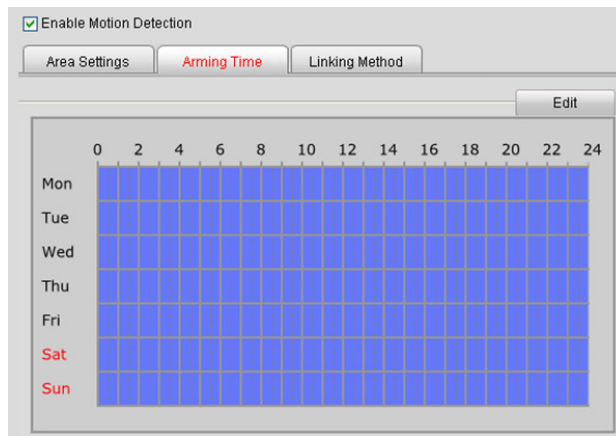 Enable Motion Detection
Area Settings Arming Time Linking Method
Edit
0 2 4 6 8 10 12 14 16 18 20 22 24
Mon
Tue
Wed
Thu
Fri
Sat
Sun